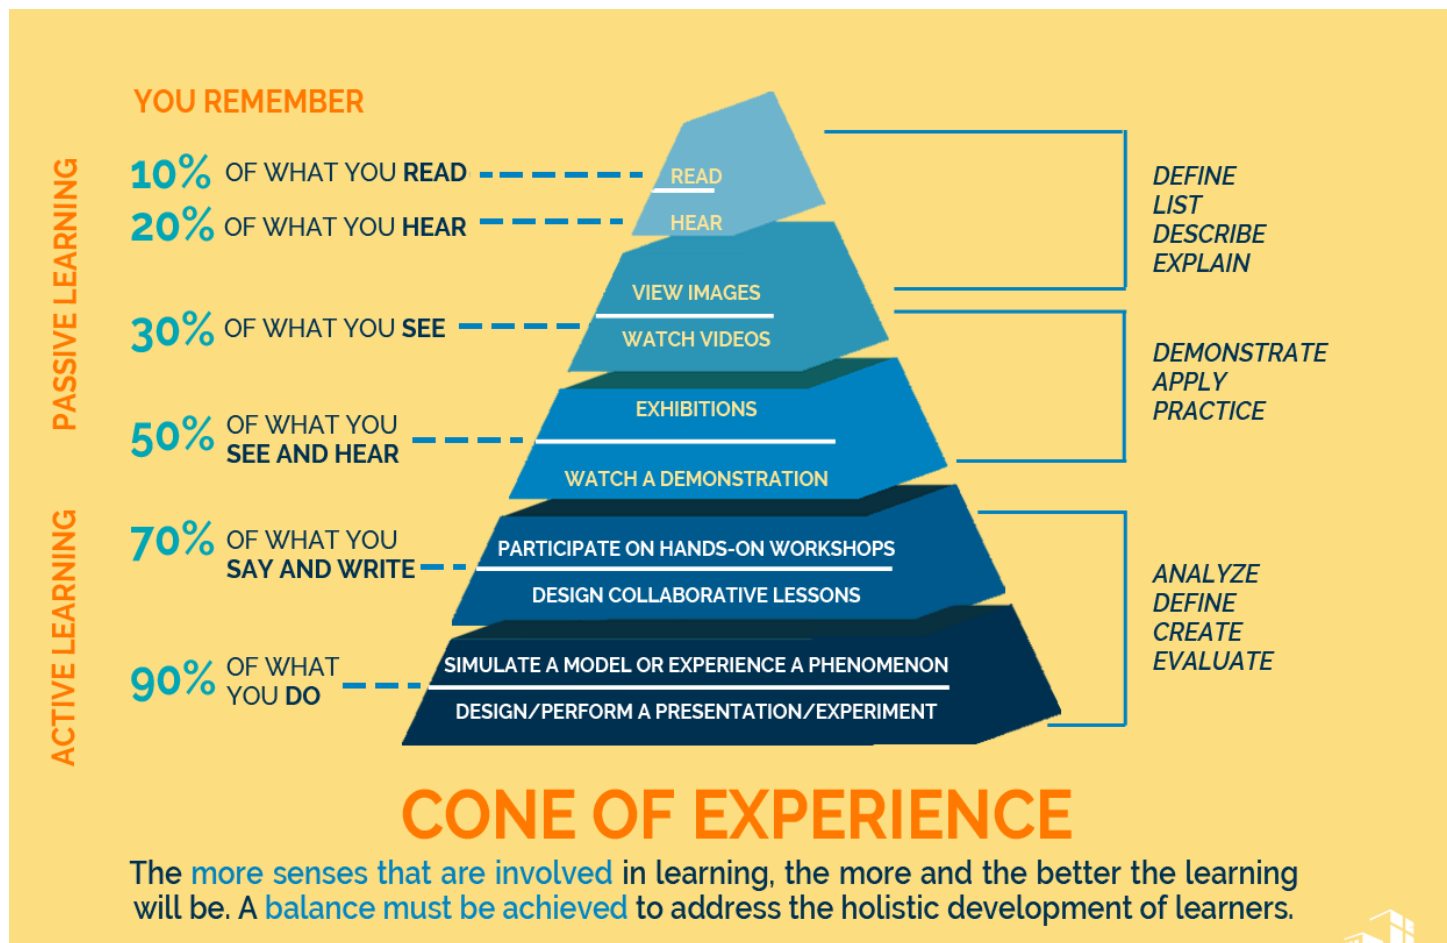 YOU REMEMBER
PASSIVE LEARNING
10% OF WHAT YOU READ
READ
20% OF WHAT YOU HEAR
HEAR
DEFINE
LIST
DESCRIBE
EXPLAIN
30% OF WHAT YOU SEE
VIEW IMAGES
WATCH VIDEOS
50% OF WHAT YOU
SEE AND HEAR
EXHIBITIONS
WATCH A DEMONSTRATION
DEMONSTRATE
APPLY
PRACTICE
ACTIVE LEARNING
70% OF WHAT YOU
SAY AND WRITE
PARTICIPATE ON HANDS-ON WORKSHOPS
DESIGN COLLABORATIVE LESSONS
90% OF WHAT
YOU DO
SIMULATE A MODEL OR EXPERIENCE A PHENOMENON
DESIGN/PERFORM A PRESENTATION/EXPERIMENT
ANALYZE
DEFINE
CREATE
EVALUATE
CONE OF EXPERIENCE
The more senses that are involved in learning, the more and the better the learning
will be. A balance must be achieved to address the holistic development of learners.